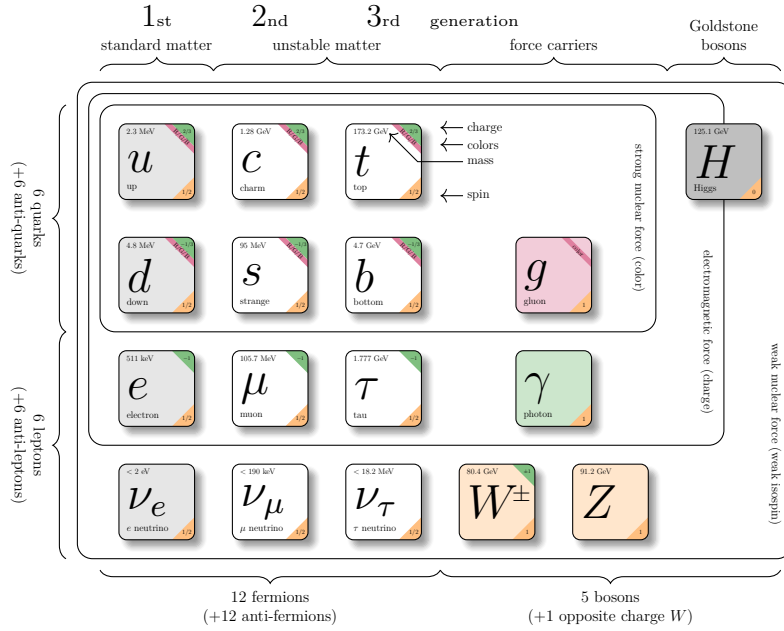 1st 2nd 3rd generation
standard matter unstable matter force carriers Goldstone bosons
6 quarks
(+6 anti-quarks)
6 leptons
(+6 anti-leptons)
2.3 MeV 2/3 R/G/B
u
up 1/2
1.28 GeV 2/3 R/G/B
c
charm 1/2
173.2 GeV 2/3 R/G/B
t
top 1/2
charge
colors
mass
spin
125.1 GeV
H
Higgs 0
4.8 MeV −1/3 R/G/B
d
down 1/2
95 MeV −1/3 R/G/B
s
strange 1/2
4.7 GeV −1/3 R/G/B
b
bottom 1/2
color
g
gluon 1
strong nuclear force (color)
511 keV −1
e
electron 1/2
105.7 MeV −1
μ
muon 1/2
1.777 GeV −1
τ
tau 1/2
γ
photon 1
electromagnetic force (charge)
< 2 eV
νe
e neutrino 1/2
< 190 keV
νμ
μ neutrino 1/2
< 18.2 MeV
ντ
τ neutrino 1/2
80.4 GeV ±1
W±
1
91.2 GeV
Z
1
weak nuclear force (weak isospin)
12 fermions
(+12 anti-fermions)
5 bosons
(+1 opposite charge W)